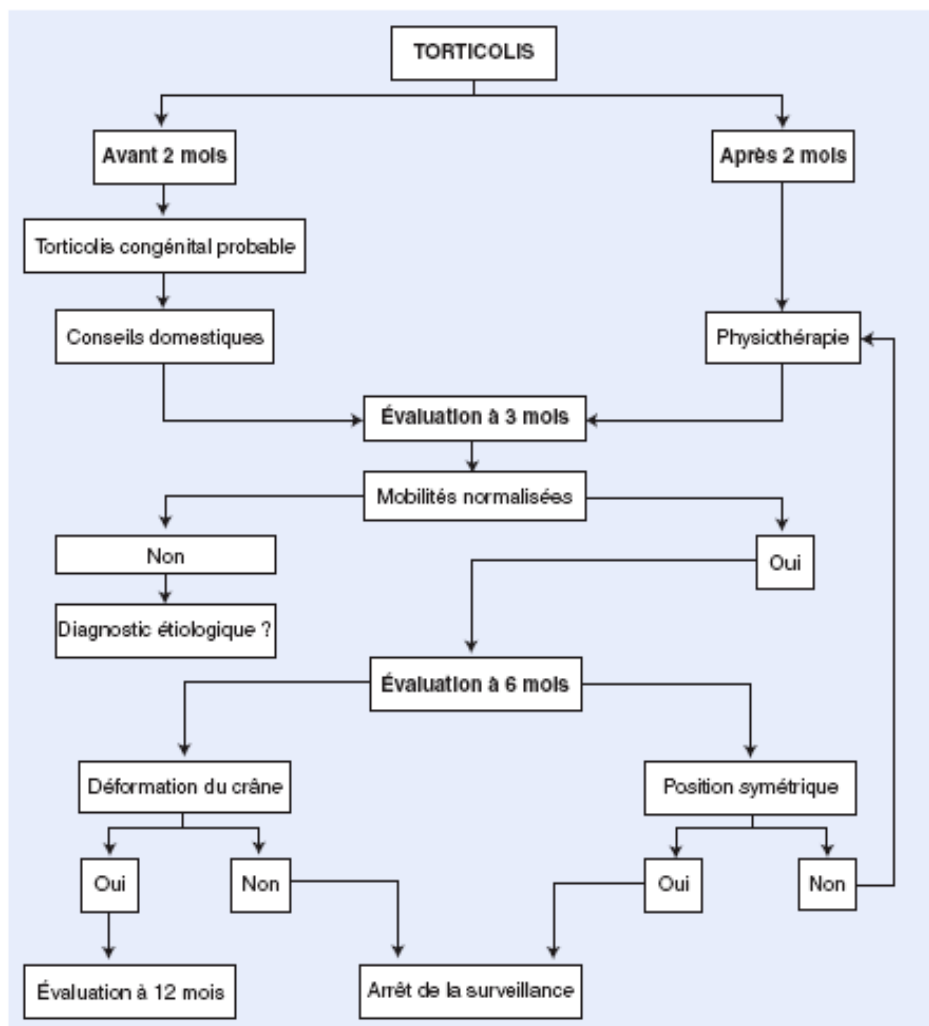 TORTICOLIS
Avant 2 mois
Après 2 mois
Torticolis congénital probable
Conseils domestiques
Physiothérapie
Évaluation à 3 mois
Mobilités normalisées
Non
Oui
Diagnostic étiologique ?
Évaluation à 6 mois
Déformation du crâne
Position symétrique
Oui
Non
Oui
Non
Évaluation à 12 mois
Arrêt de la surveillance